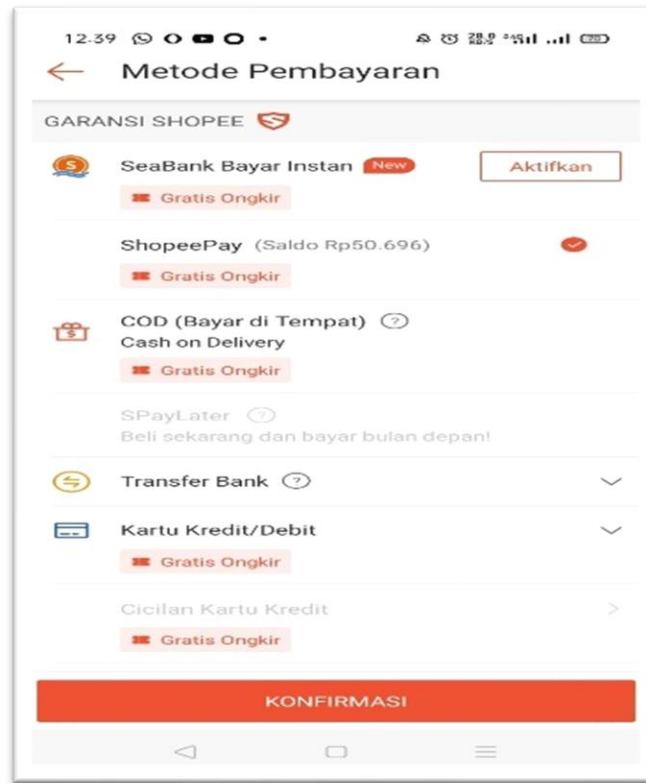 12.39
Metode Pembayaran
GARANSI SHOPEE
SeaBank Bayar Instan New
Aktifkan
Gratis Ongkir
ShopeePay (Saldo Rp50.696)
Gratis Ongkir
COD (Bayar di Tempat) ?
Cash on Delivery
Gratis Ongkir
SPayLater ?
Beli sekarang dan bayar bulan depan!
Transfer Bank ?
Kartu Kredit/Debit
Gratis Ongkir
Cicilan Kartu Kredit
Gratis Ongkir
KONFIRMASI